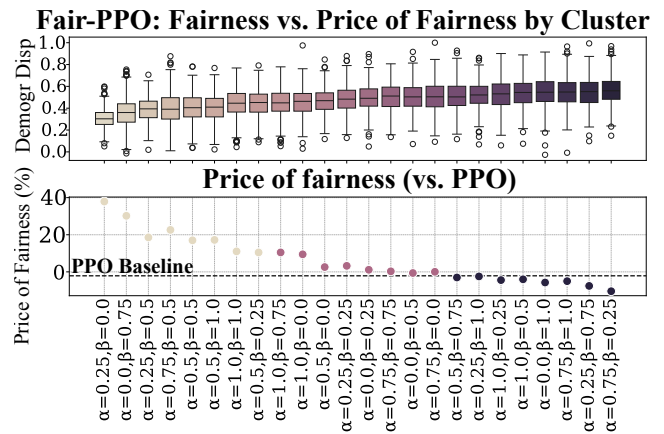 Fair-PPO: Fairness vs. Price of Fairness by Cluster
Demogr Disp
1.0
0.8
0.6
0.4
0.2
0.0
Price of fairness (vs. PPO)
Price of Fairness (%)
40
20
0
PPO Baseline
α=0.25,β=0.0
α=0.0,β=0.75
α=0.25,β=0.5
α=0.75,β=0.5
α=0.5,β=0.5
α=0.5,β=1.0
α=1.0,β=1.0
α=0.5,β=0.25
α=1.0,β=0.75
α=1.0,β=0.0
α=0.5,β=0.0
α=0.25,β=0.25
α=0.0,β=0.25
α=0.75,β=0.75
α=0.0,β=0.5
α=0.75,β=0.0
α=0.5,β=0.75
α=0.25,β=1.0
α=1.0,β=0.25
α=1.0,β=0.5
α=0.0,β=1.0
α=0.75,β=1.0
α=0.25,β=0.75
α=0.75,β=0.25